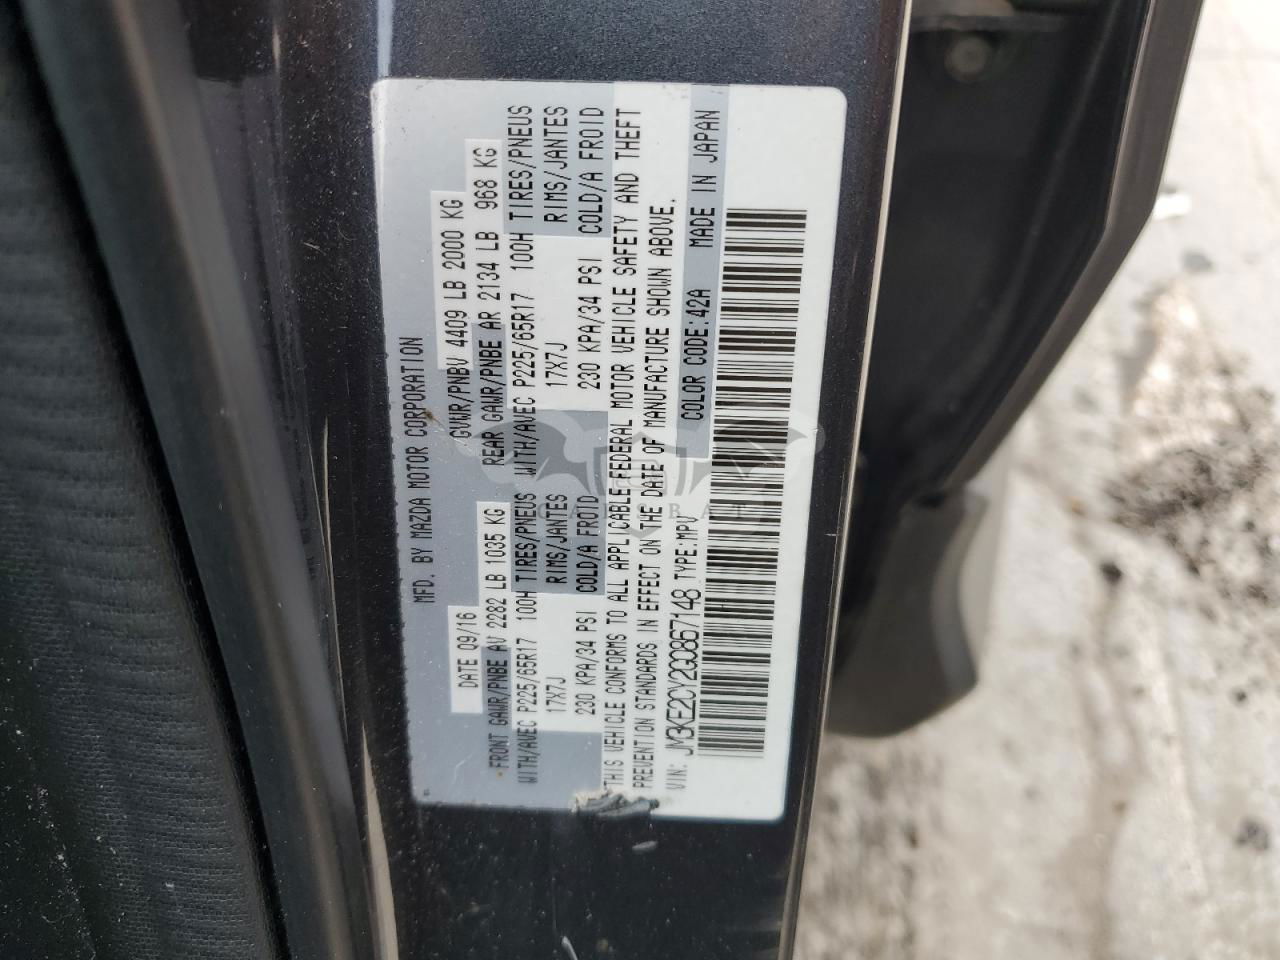 MFD. BY MAZDA MOTOR CORPORATION
DATE 09/16 GVWR/PNBV 4409 LB 2000 KG
FRONT GAWR/PNBE AV 2282 LB 1035 KG REAR GAWR/PNBE AR 2134 LB 968 KG
WITH/AVEC P225/65R17 100H TIRES/PNEUS WITH/AVEC P225/65R17 100H TIRES/PNEUS
17X7J RIMS/JANTES 17X7J RIMS/JANTES
230 KPA/34 PSI COLD/A FROID 230 KPA/34 PSI COLD/A FROID
THIS VEHICLE CONFORMS TO ALL APPLICABLE FEDERAL MOTOR VEHICLE SAFETY AND THEFT
PREVENTION STANDARDS IN EFFECT ON THE DATE OF MANUFACTURE SHOWN ABOVE.
VIN: JM3KE2CY2G0867148 TYPE:MPV COLOR CODE:42A MADE IN JAPAN